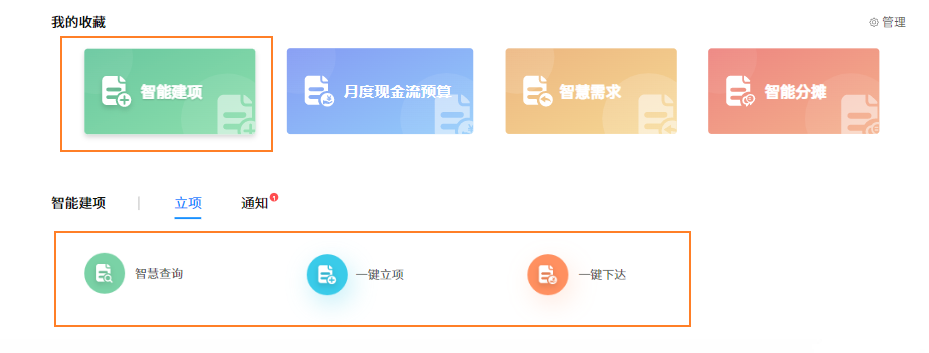 我的收藏
管理
智能建项
月度现金流预算
智慧需求
智能分摊
智能建项
立项
通知
1
智慧查询
一键立项
一键下达